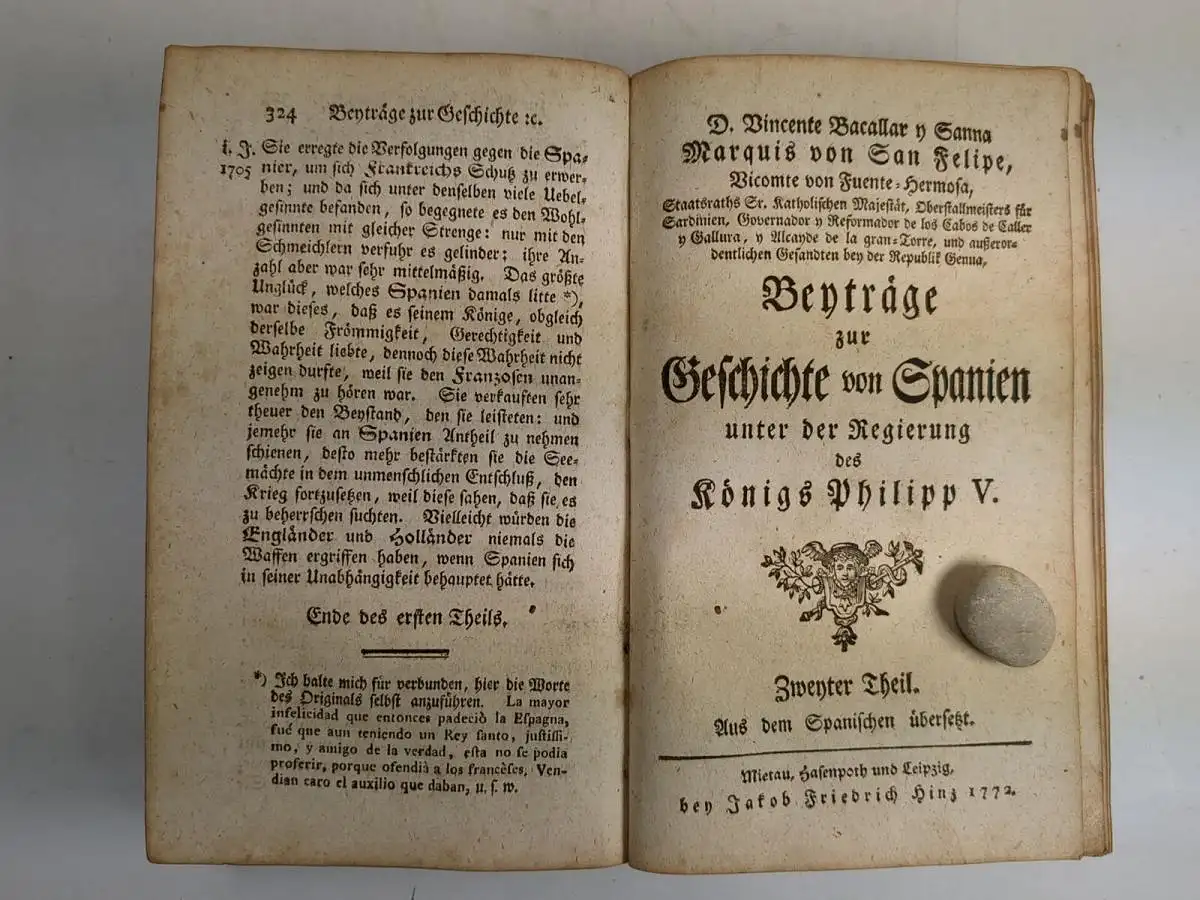 324 Beyträge zur Geschichte ꝛc.
i. J. Sie erregte die Verfolgungen gegen die Spa-
1705 nier, um sich Frankreichs Schutz zu erwer-
ben; und da sich unter denselben viele Uebel-
gesinnte befanden, so begegnete es den Wohl-
gesinnten mit gleicher Strenge: nur mit den
Schmeichlern verfuhr es gelinder; ihre An-
zahl aber war sehr mittelmäßig. Das größte
Unglück, welches Spanien damals litte *),
war dieses, daß es seinem Könige, obgleich
derselbe Frömmigkeit, Gerechtigkeit und
Wahrheit liebte, dennoch diese Wahrheit nicht
zeigen durfte, weil sie den Franzosen unan-
genehm zu hören war. Sie verkauften sehr
theuer den Beystand, den sie leisteten: und
jemehr sie an Spanien Antheil zu nehmen
schienen, desto mehr bestärkten sie die See-
mächte in dem unmenschlichen Entschluß, den
Krieg fortzusetzen, weil diese sahen, daß sie es
zu beherrschen suchten. Vielleicht würden die
Engländer und Holländer niemals die
Waffen ergriffen haben, wenn Spanien sich
in seiner Unabhängigkeit behauptet hätte.
Ende des ersten Theils.
*) Ich halte mich für verbunden, hier die Worte
des Originals selbst anzuführen. La mayor
infelicidad que entonces padeciò la Eſpagna,
fué que aun teniendo un Rey ſanto, juſtiſſi-
mo, y amigo de la verdad, eſta no ſe podia
proferir, porque ofendià a los franceſes. Ven-
dian caro el auxilio que daban, u. ſ. w.
D. Vincente Bacallar y Sanna
Marquis von San Felipe,
Vicomte von Fuente-Hermosa,
Staatsraths Sr. Katholischen Majestät, Oberstallmeisters für
Sardinien, Governador y Reformador de los Cabos de Caller
y Gallura, y Alcayde de la gran-Torre, und außeror-
dentlichen Gesandten bey der Republik Genua,
Beyträge
zur
Geschichte von Spanien
unter der Regierung
des
Königs Philipp V.
Zweyter Theil.
Aus dem Spanischen übersetzt.
Mietau, Hasenpoth und Leipzig,
bey Jakob Friedrich Hinz 1772.